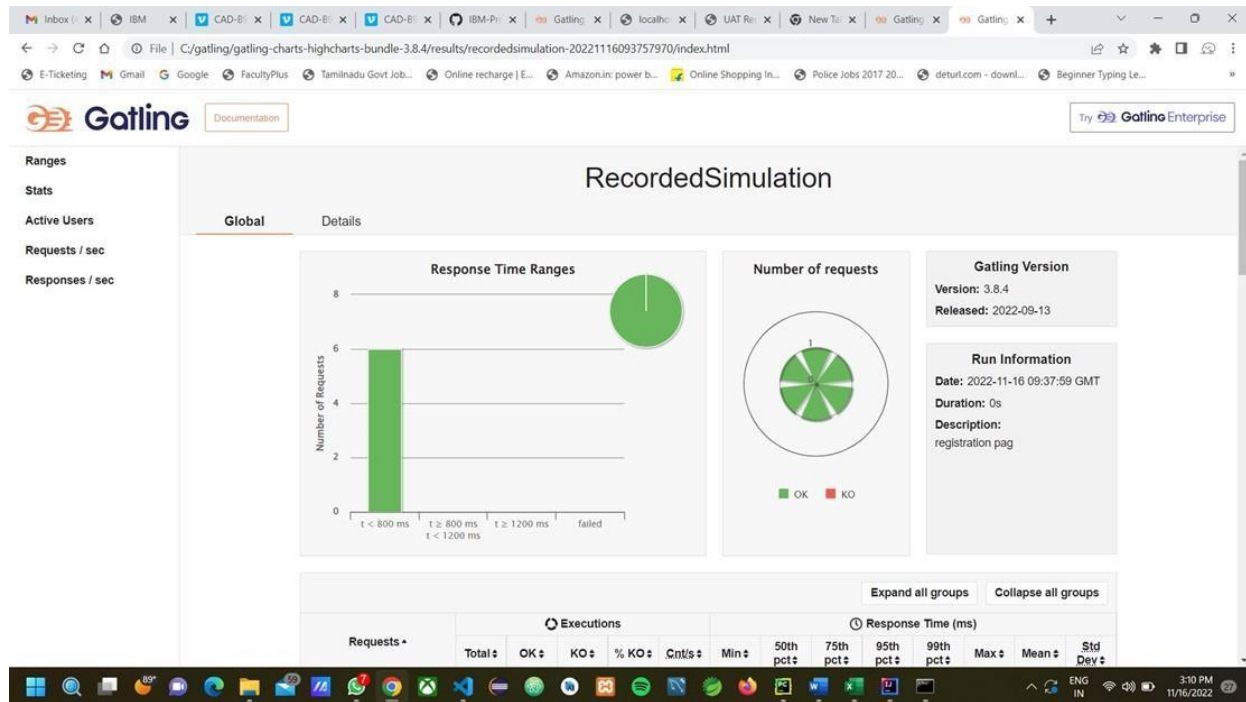 Inbox (
IBM
CAD-BS
CAD-BS
CAD-BS
IBM-Pro
Gatling
localho
UAT Re
New Ta
Gatling
Gatling
File | C:/gatling/gatling-charts-highcharts-bundle-3.8.4/results/recordedsimulation-20221116093757970/index.html
E-Ticketing Gmail Google FacultyPlus Tamilnadu Govt Job... Online recharge | E... Amazon.in: power b... Online Shopping In... Police Jobs 2017 20... deturl.com - downl... Beginner Typing Le... »
Gatling Documentation Try Gatling Enterprise
Ranges
Stats
Active Users
Requests / sec
Responses / sec
RecordedSimulation
Global Details
Response Time Ranges
Number of Requests
8
6
4
2
0
t < 800 ms
t ≥ 800 ms
t < 1200 ms
t ≥ 1200 ms
failed
Number of requests
1
0
OK KO
Gatling Version
Version: 3.8.4
Released: 2022-09-13
Run Information
Date: 2022-11-16 09:37:59 GMT
Duration: 0s
Description:
registration pag
Expand all groups Collapse all groups
Requests
Executions
Response Time (ms)
Total OK KO % KO Cnt/s Min 50th pct 75th pct 95th pct 99th pct Max Mean Std Dev
89°
59
7
ENG
IN
3:10 PM
11/16/2022
27